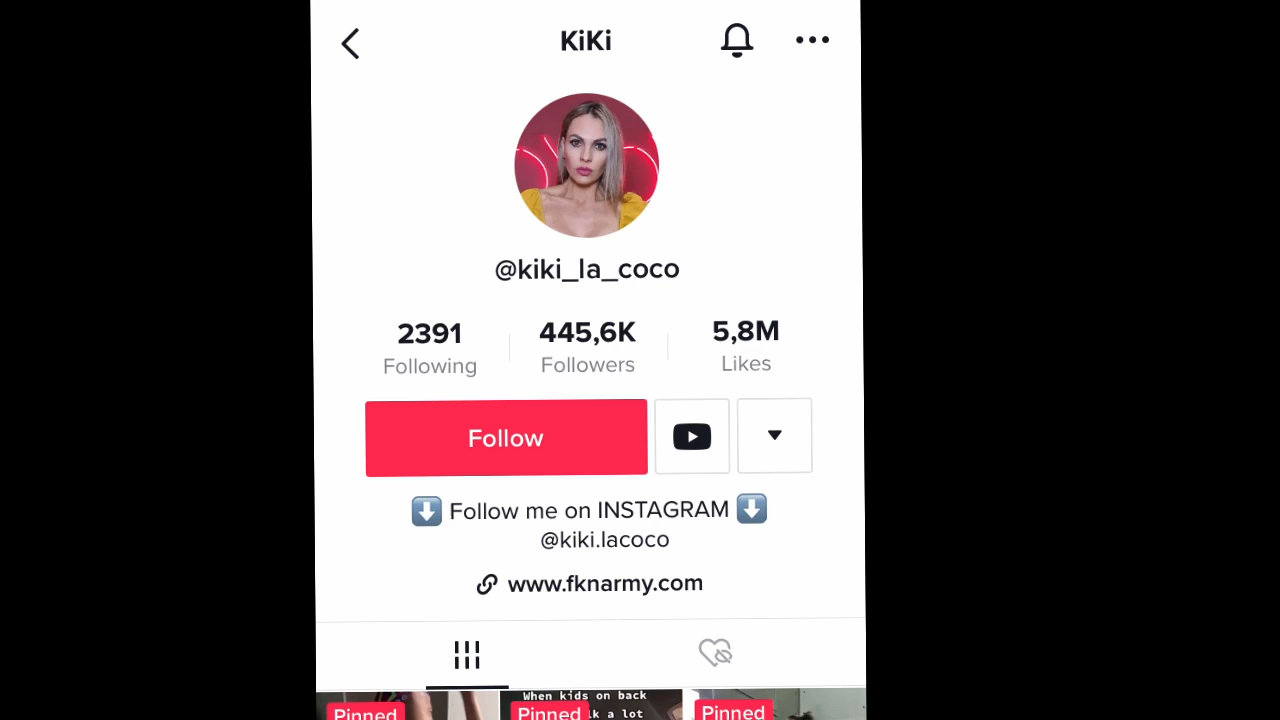 KiKi
@kiki_la_coco
2391 445,6K 5,8M
Following Followers Likes
Follow
Follow me on INSTAGRAM
@kiki.lacoco
www.fknarmy.com
When kids on back
Pinned Pinned a lot Pinned